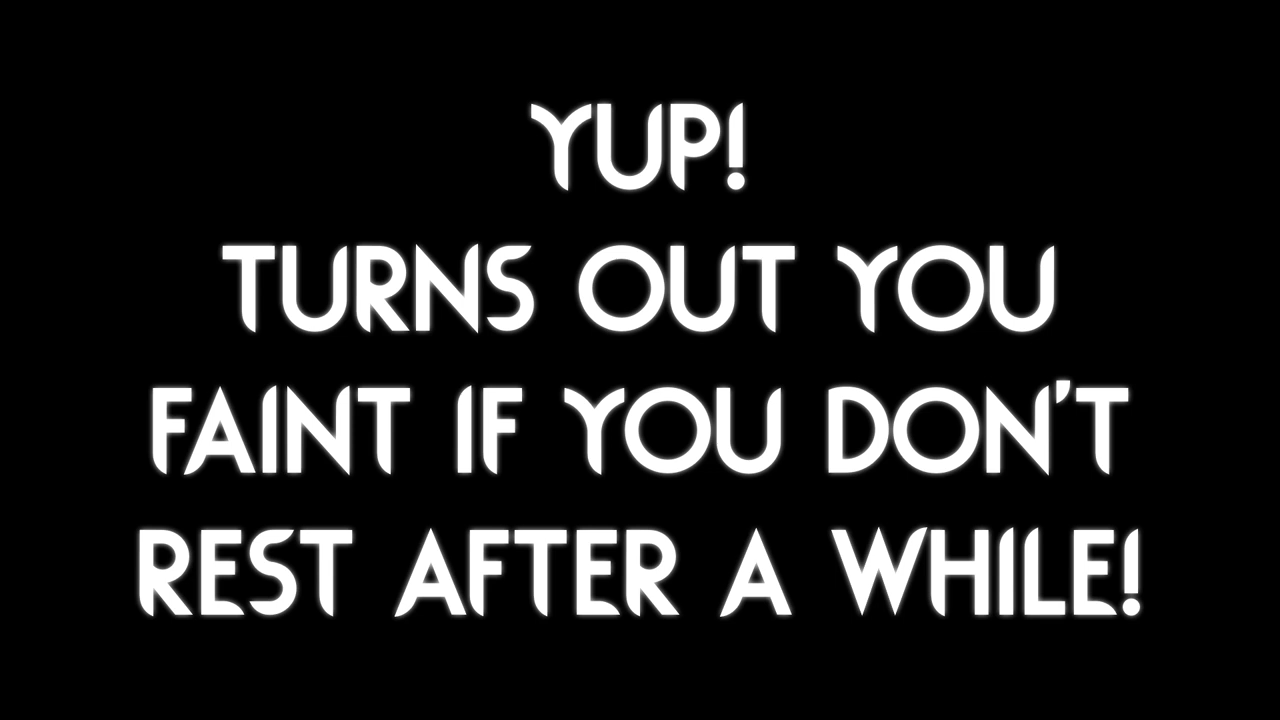 YUP!
TURNS OUT YOU
FAINT IF YOU DON'T
REST AFTER A WHILE!